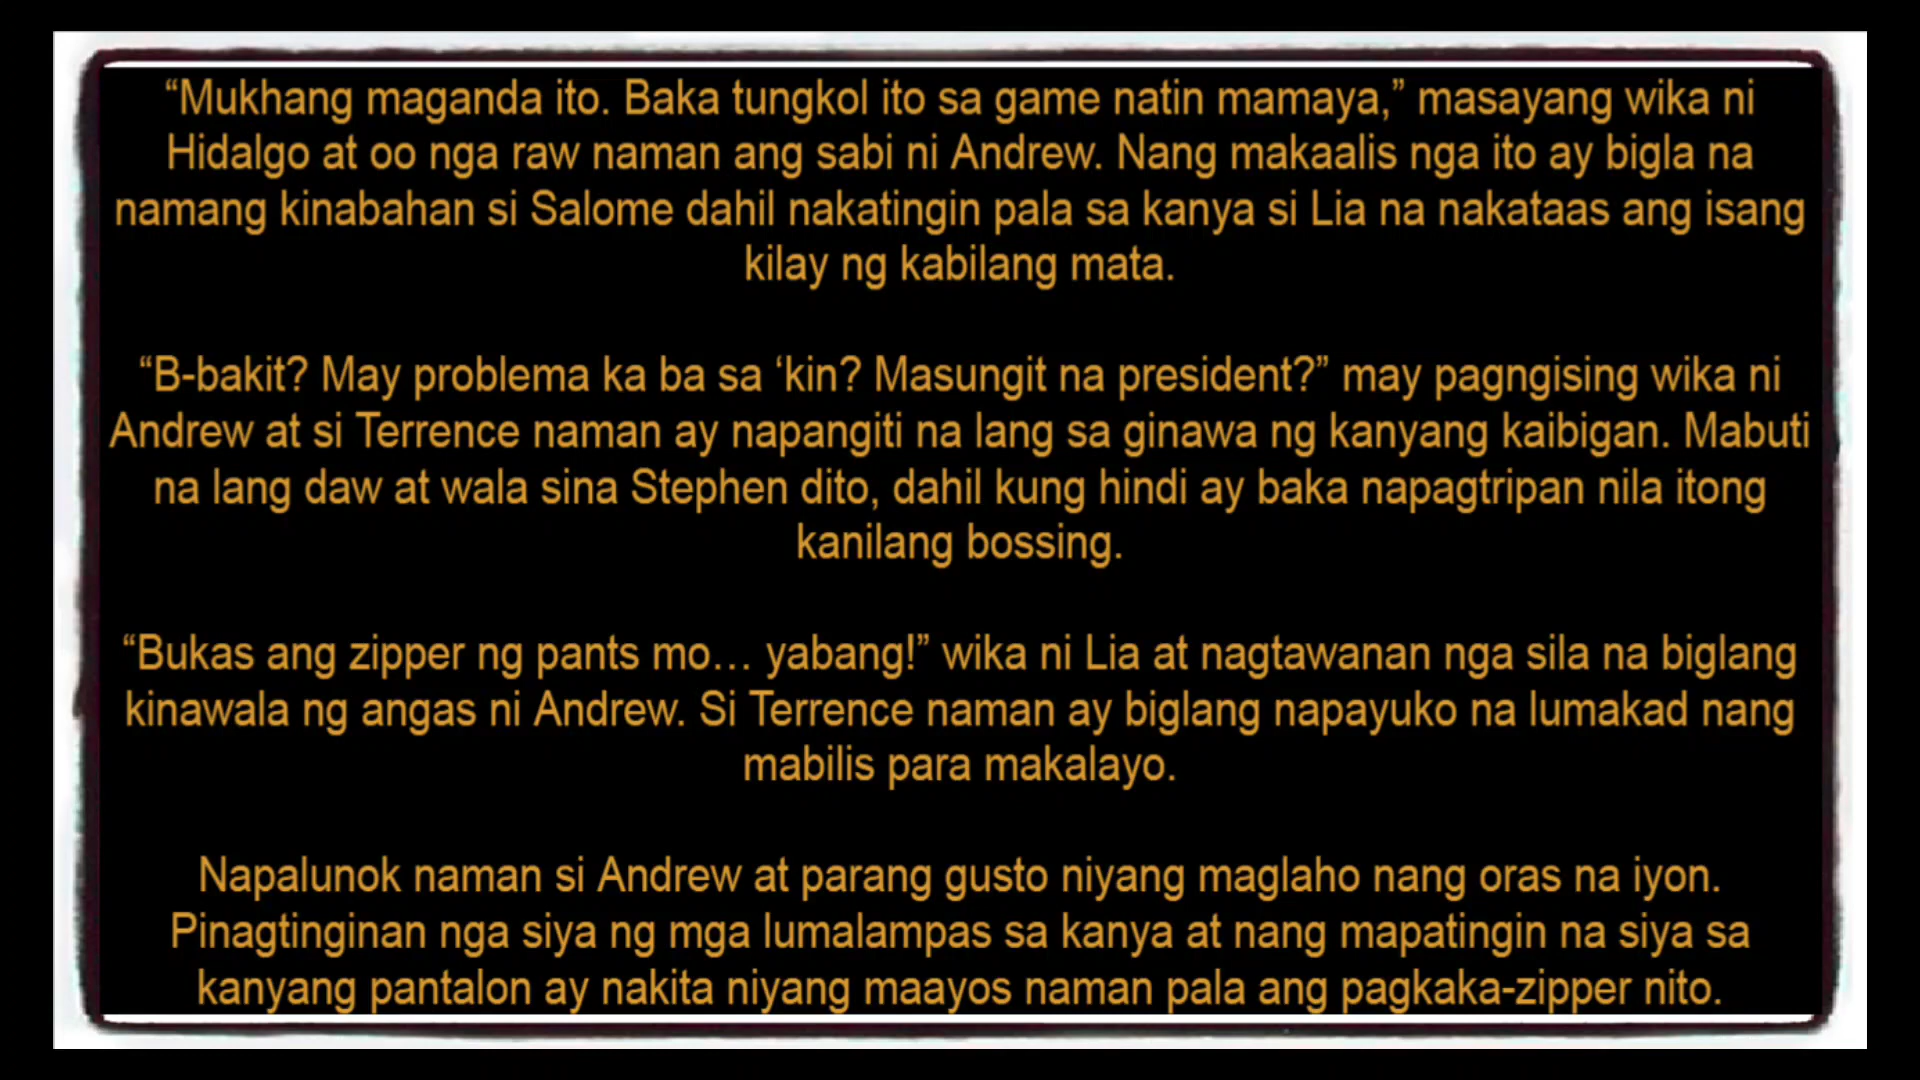 “Mukhang maganda ito. Baka tungkol ito sa game natin mamaya,” masayang wika ni
Hidalgo at oo nga raw naman ang sabi ni Andrew. Nang makaalis nga ito ay bigla na
namang kinabahan si Salome dahil nakatingin pala sa kanya si Lia na nakataas ang isang
kilay ng kabilang mata.
“B-bakit? May problema ka ba sa ‘kin? Masungit na president?” may pagngising wika ni
Andrew at si Terrence naman ay napangiti na lang sa ginawa ng kanyang kaibigan. Mabuti
na lang daw at wala sina Stephen dito, dahil kung hindi ay baka napagtripan nila itong
kanilang bossing.
“Bukas ang zipper ng pants mo… yabang!” wika ni Lia at nagtawanan nga sila na biglang
kinawala ng angas ni Andrew. Si Terrence naman ay biglang napayuko na lumakad nang
mabilis para makalayo.
Napalunok naman si Andrew at parang gusto niyang maglaho nang oras na iyon.
Pinagtinginan nga siya ng mga lumalampas sa kanya at nang mapatingin na siya sa
kanyang pantalon ay nakita niyang maayos naman pala ang pagkaka-zipper nito.